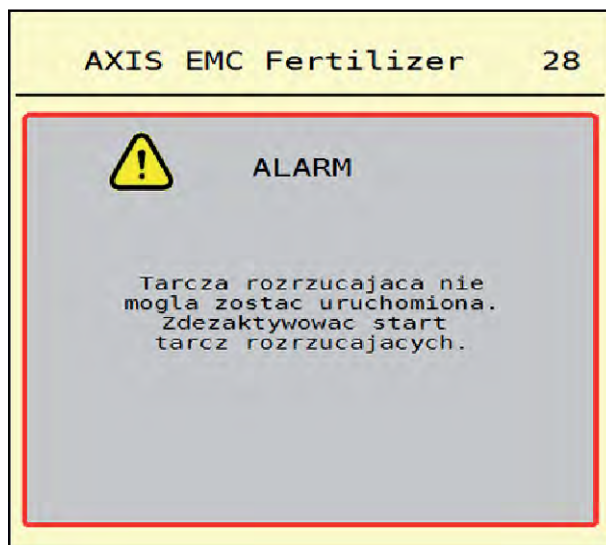 AXIS EMC Fertilizer 28
ALARM
Tarcza rozrzucajaca nie
mogla zostac uruchomiona.
Zdezaktywowac start
tarcz rozrzucajacych.